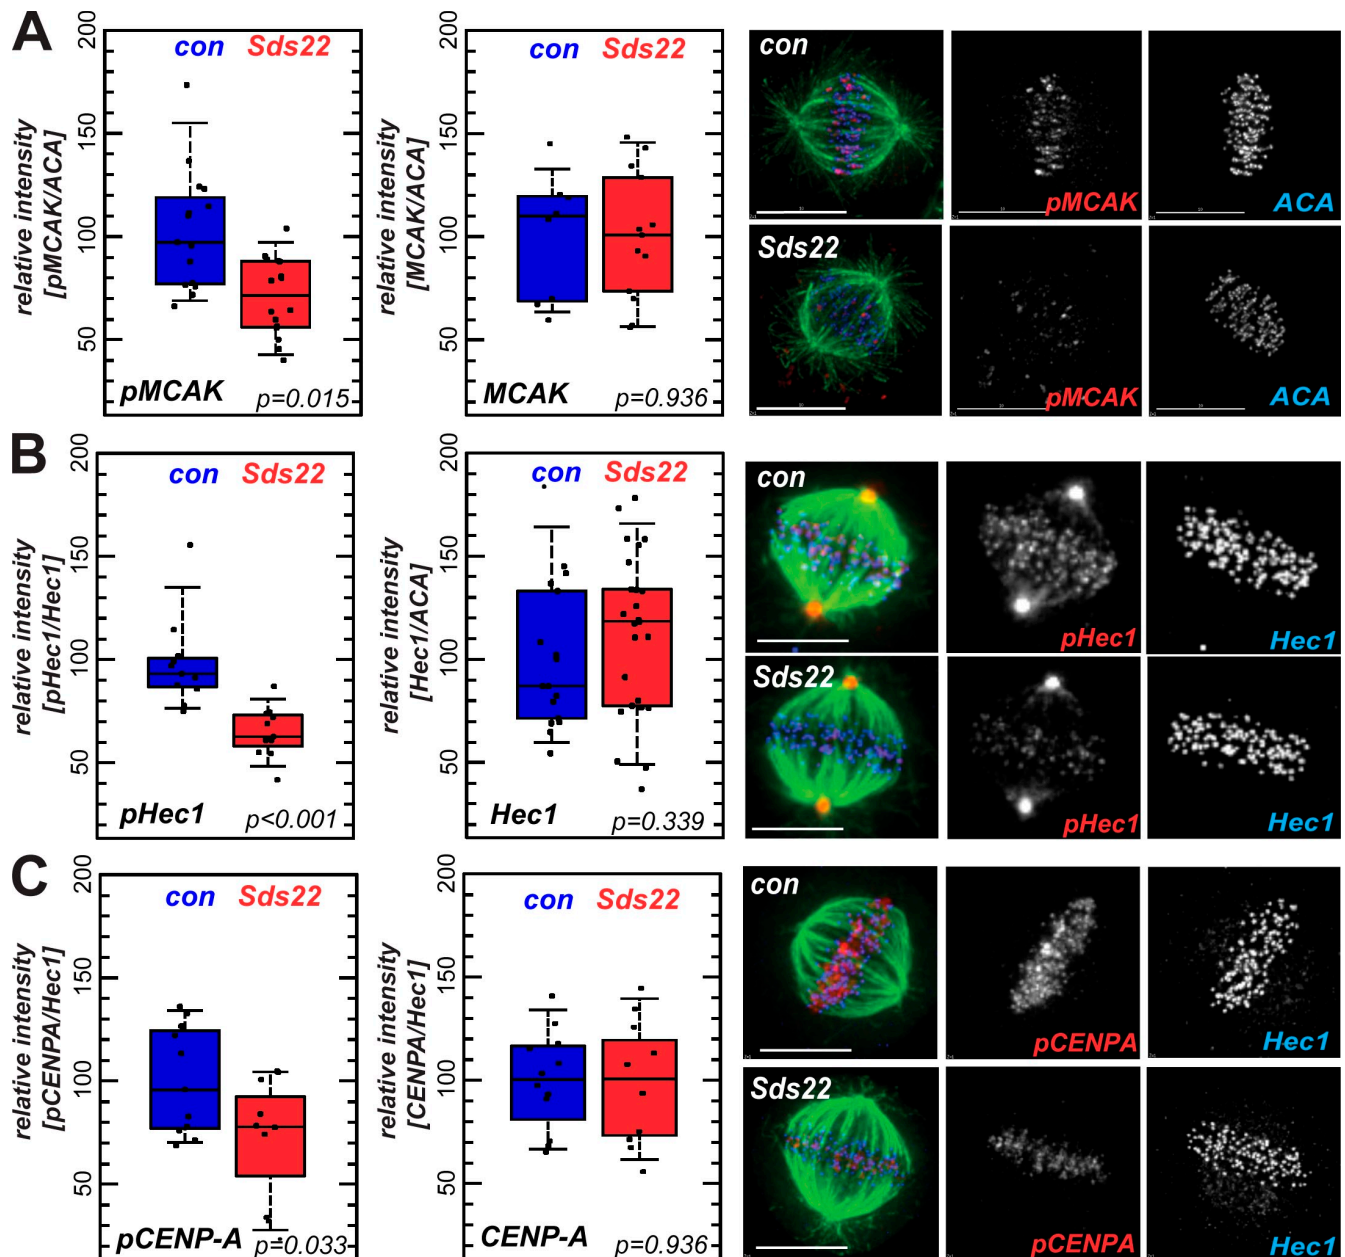 A
relative intensity
[pMCAK/ACA]
200
150
100
50
con Sds22
pMCAK
p=0.015
relative intensity
[MCAK/ACA]
200
150
100
50
con Sds22
MCAK
p=0.936
con
pMCAK
ACA
Sds22
pMCAK
ACA
B
relative intensity
[pHec1/Hec1]
200
150
100
50
con Sds22
pHec1
p<0.001
relative intensity
[Hec1/ACA]
200
150
100
50
con Sds22
Hec1
p=0.339
con
pHec1
Hec1
Sds22
pHec1
Hec1
C
relative intensity
[pCENPA/Hec1]
200
150
100
50
con Sds22
pCENP-A
p=0.033
relative intensity
[CENPA/Hec1]
200
150
100
50
con Sds22
CENP-A
p=0.936
con
pCENPA
Hec1
Sds22
pCENPA
Hec1